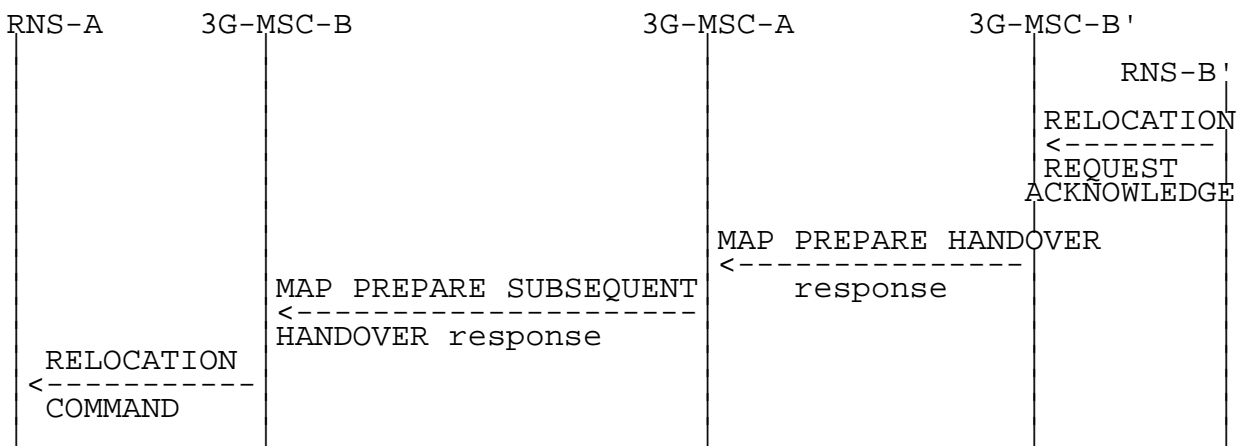 RNS-A 3G-MSC-B 3G-MSC-A 3G-MSC-B'
RNS-B'
RELOCATION
REQUEST
ACKNOWLEDGE
MAP PREPARE HANDOVER
response
MAP PREPARE SUBSEQUENT
HANDOVER response
RELOCATION
COMMAND